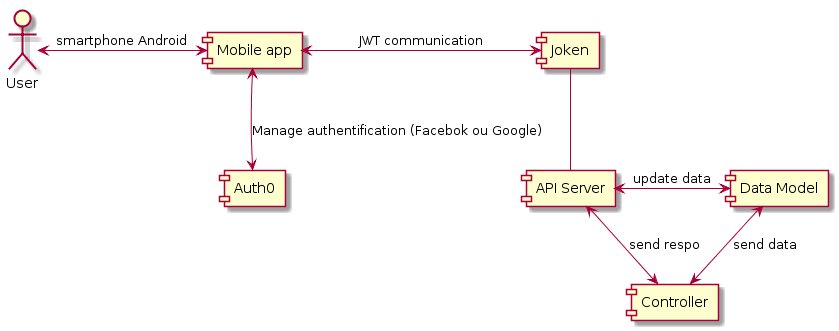 smartphone Android
JWT communication
Mobile app
Joken
User
Manage authentification (Facebok ou Google)
update data
Auth0
API Server
Data Model
send respo
send data
Controller